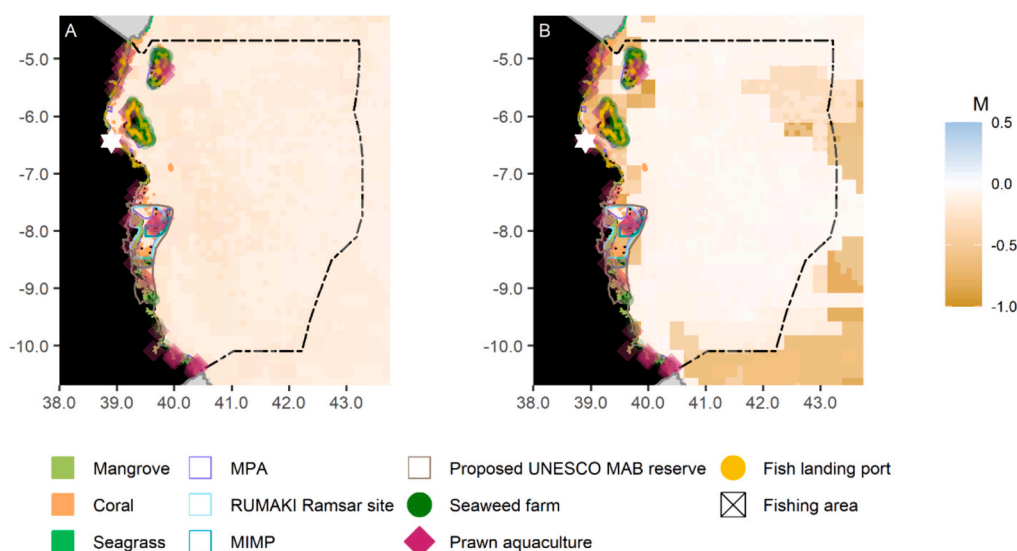 A
B
-5.0
-6.0
-7.0
-8.0
-9.0
-10.0
38.0 39.0 40.0 41.0 42.0 43.0
-5.0
-6.0
-7.0
-8.0
-9.0
-10.0
38.0 39.0 40.0 41.0 42.0 43.0
M
0.5
0.0
-0.5
-1.0
Mangrove MPA Proposed UNESCO MAB reserve Fish landing port
Coral RUMAKI Ramsar site Seaweed farm Fishing area
Seagrass MIMP Prawn aquaculture